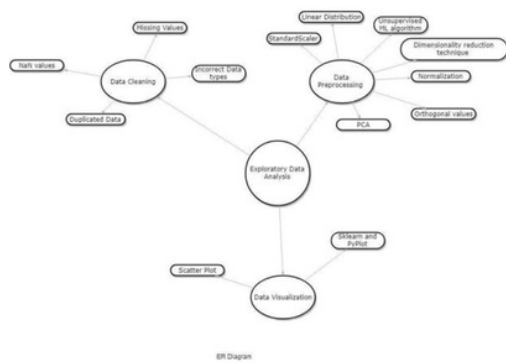 Linear Distribution
Unsupervised
ML algorithm
Missing Values
StandardScaler
Dimensionality reduction
technique
NaN values
Data Cleaning
Incorrect Data
types
Data
Preprocessing
Normalization
Duplicated Data
Orthogonal values
PCA
Exploratory Data
Analysis
Sklearn and
PyPlot
Scatter Plot
Data Visualization
ER Diagram